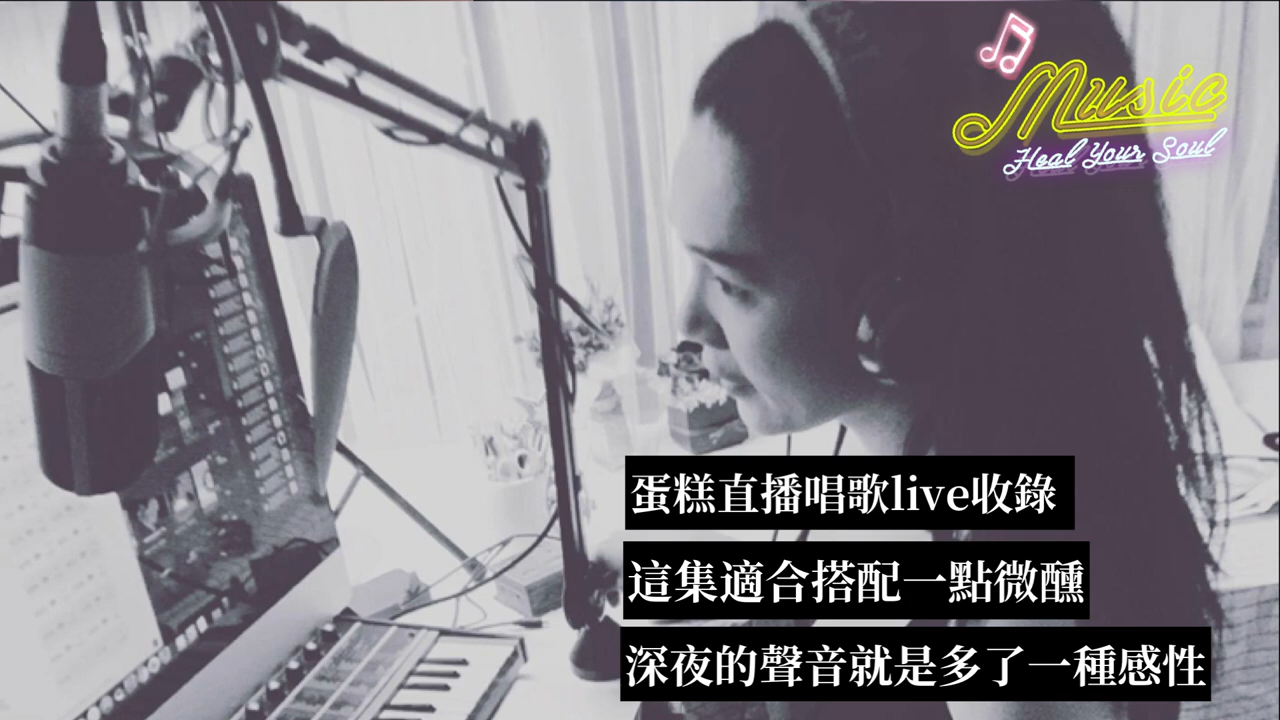 Music
Heal Your Soul
蛋糕直播唱歌live收錄
這集適合搭配一點微醺
深夜的聲音就是多了一種感性